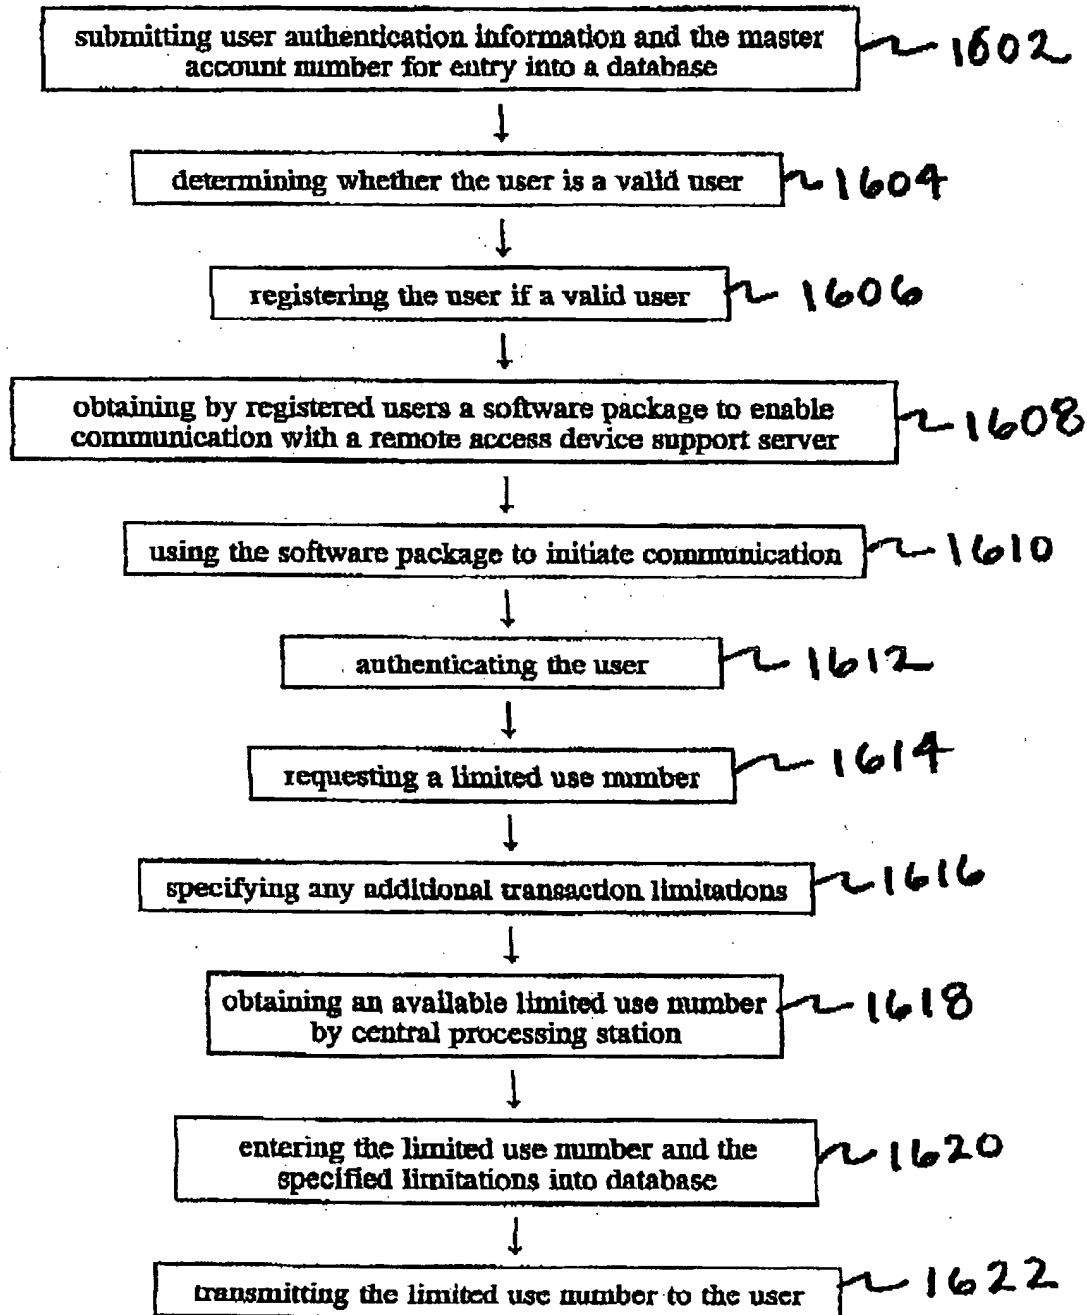 submitting user authentication information and the master
account number for entry into a database
1602
determining whether the user is a valid user
1604
registering the user if a valid user
1606
obtaining by registered users a software package to enable
communication with a remote access device support server
1608
using the software package to initiate communication
1610
authenticating the user
1612
requesting a limited use number
1614
specifying any additional transaction limitations
1616
obtaining an available limited use number
by central processing station
1618
entering the limited use number and the
specified limitations into database
1620
transmitting the limited use number to the user
1622